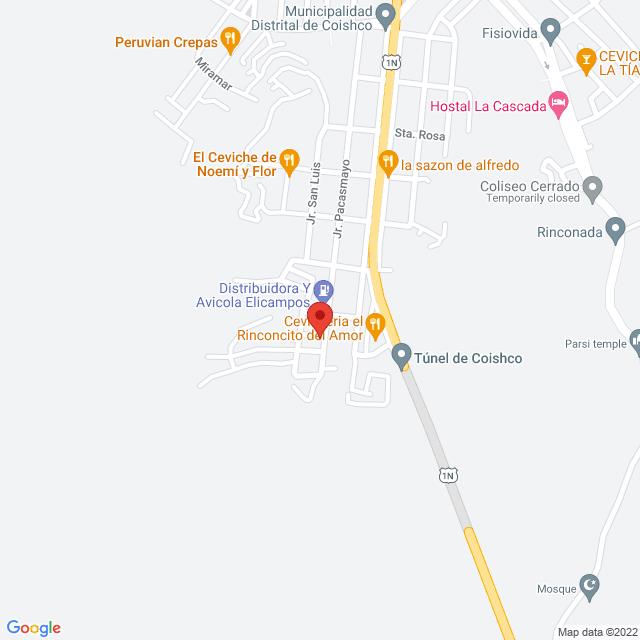 Municipalidad
Distrital de Coishco
Fisiovida
Peruvian Crepas
1N
CEVICH
LA TÍA
Miramar
Hostal La Cascada
Sta. Rosa
El Ceviche de
Noemí y Flor
la sazon de alfredo
Jr. San Luis
Jr. Pacasmayo
Coliseo Cerrado
Temporarily closed
Rinconada
Distribuidora Y
Avicola Elicampos
Cevicheria el
Rinconcito del Amor
Parsi temple
Túnel de Coishco
1N
Mosque
Google
Map data ©2022